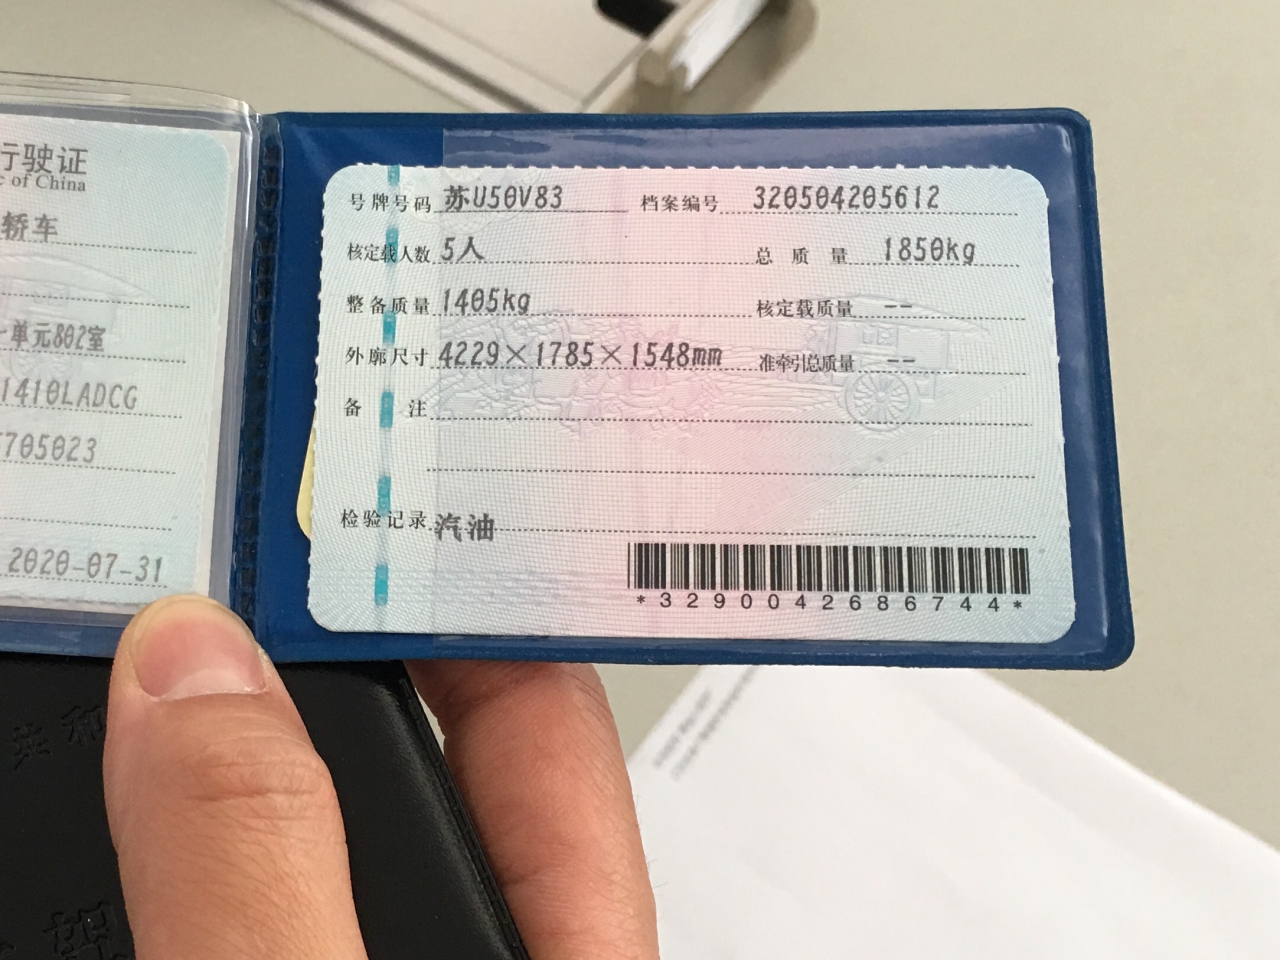 行驶证
c of China
轿车
单元802室
1410LADCG
705023
2020-07-31
号牌号码 苏U50V83 档案编号 320504205612
核定载人数 5人 总质量 1850kg
整备质量 1405kg 核定载质量 --
外廓尺寸 4229×1785×1548mm 准牵引总质量 --
备注
检验记录 汽油
*3290042686744*
共和